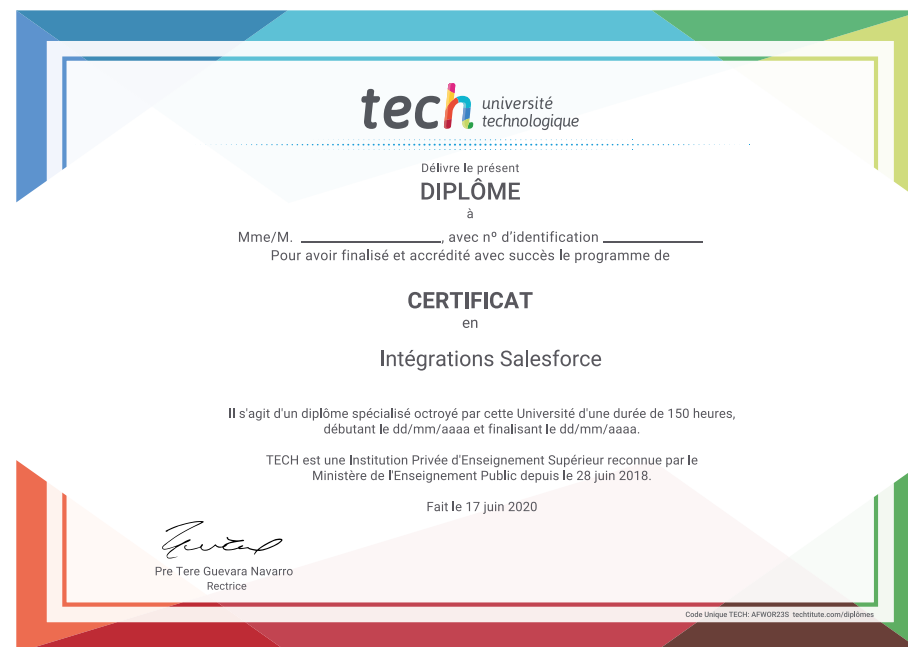 tech université
technologique
Délivre le présent
DIPLÔME
à
Mme/M. ____________________, avec nº d'identification ______________
Pour avoir finalisé et accrédité avec succès le programme de
CERTIFICAT
en
Intégrations Salesforce
Il s'agit d'un diplôme spécialisé octroyé par cette Université d'une durée de 150 heures,
débutant le dd/mm/aaaa et finalisant le dd/mm/aaaa.
TECH est une Institution Privée d'Enseignement Supérieur reconnue par le
Ministère de l'Enseignement Public depuis le 28 juin 2018.
Fait le 17 juin 2020
Pre Tere Guevara Navarro
Rectrice
Code Unique TECH: AFWOR23S techtitute.com/diplômes